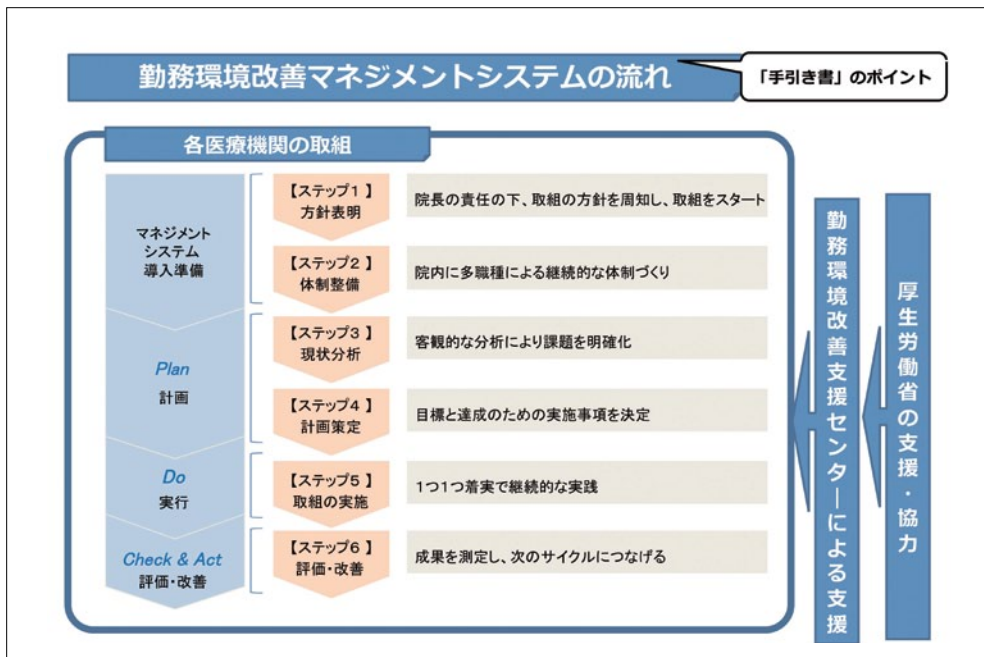 勤務環境改善マネジメントシステムの流れ
「手引き書」のポイント
各医療機関の取組
マネジメント
システム
導入準備
【ステップ1】
方針表明
院長の責任の下、取組の方針を周知し、取組をスタート
【ステップ2】
体制整備
院内に多職種による継続的な体制づくり
Plan
計画
【ステップ3】
現状分析
客観的な分析により課題を明確化
【ステップ4】
計画策定
目標と達成のための実施事項を決定
Do
実行
【ステップ5】
取組の実施
1つ1つ着実で継続的な実践
Check & Act
評価・改善
【ステップ6】
評価・改善
成果を測定し、次のサイクルにつなげる
勤務環境改善支援センターによる支援
厚生労働省の支援・協力